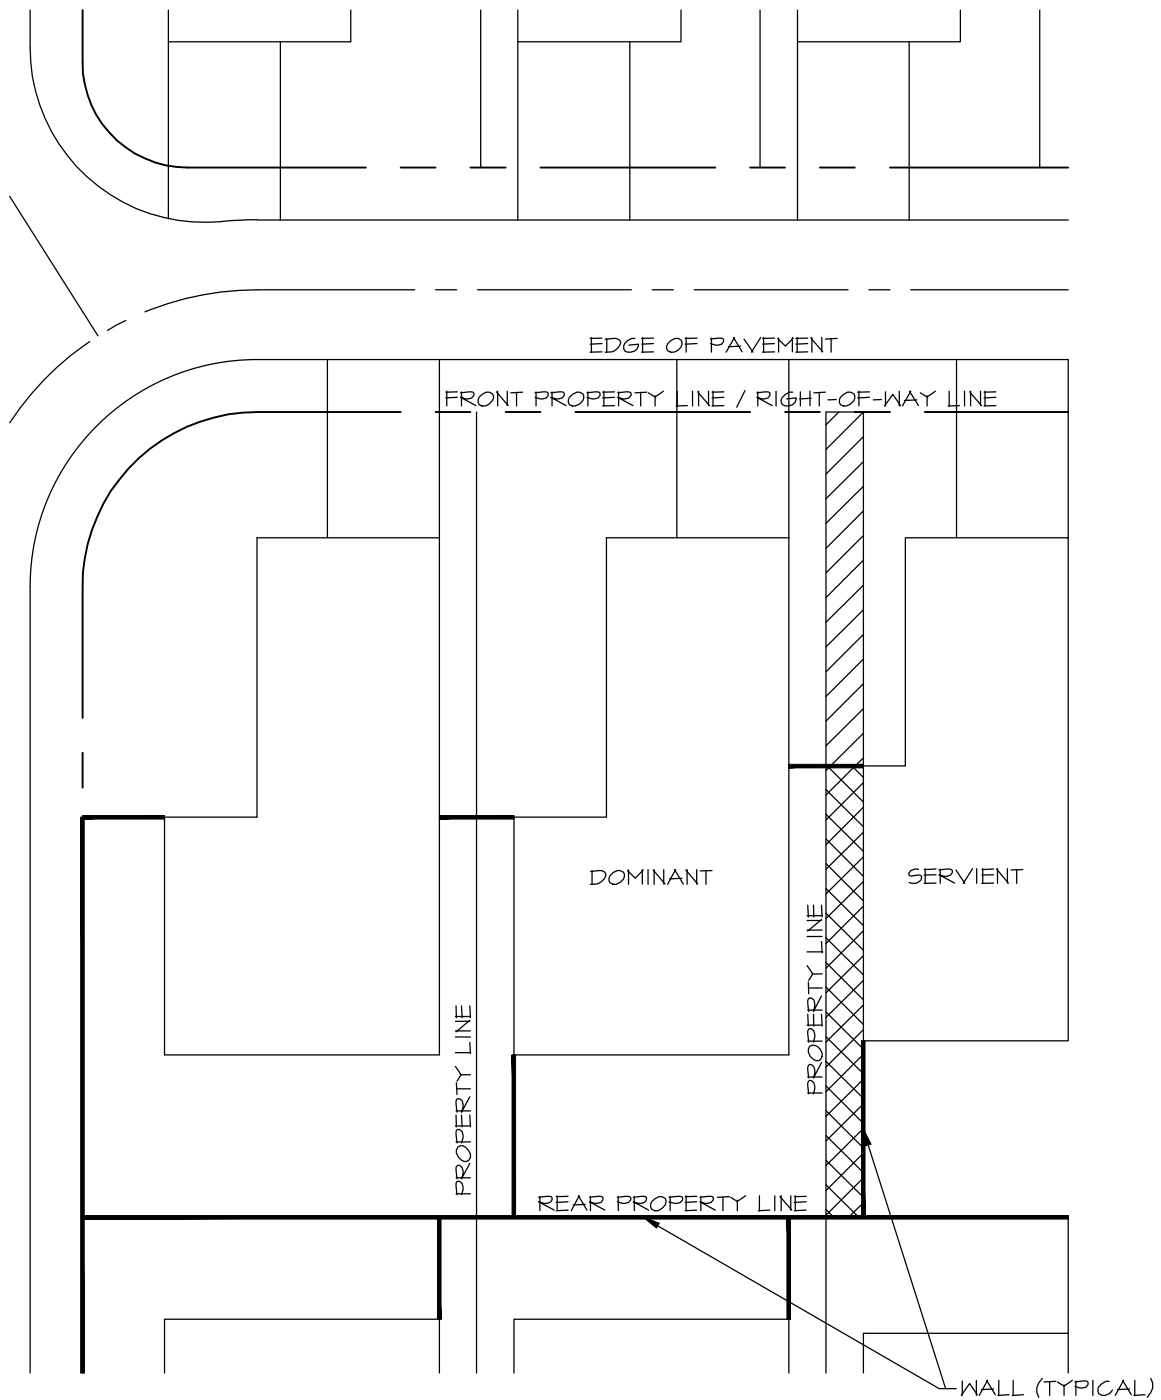 EDGE OF PAVEMENT
FRONT PROPERTY LINE / RIGHT-OF-WAY LINE
DOMINANT
SERVIENT
PROPERTY LINE
PROPERTY LINE
REAR PROPERTY LINE
WALL (TYPICAL)